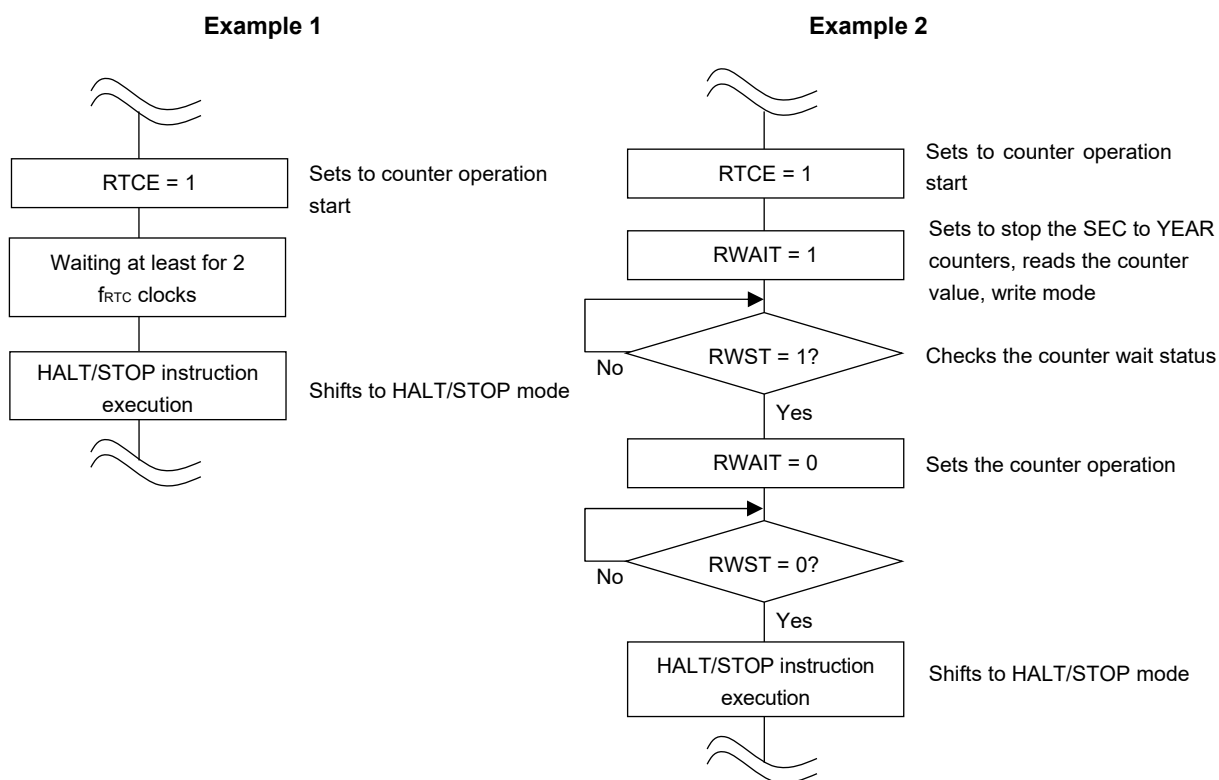 Example 1
RTCE = 1
Sets to counter operation
start
Waiting at least for 2
fRTC clocks
HALT/STOP instruction
execution
Shifts to HALT/STOP mode
Example 2
RTCE = 1
Sets to counter operation
start
RWAIT = 1
Sets to stop the SEC to YEAR
counters, reads the counter
value, write mode
RWST = 1?
No
Checks the counter wait status
Yes
RWAIT = 0
Sets the counter operation
RWST = 0?
No
Yes
HALT/STOP instruction
execution
Shifts to HALT/STOP mode